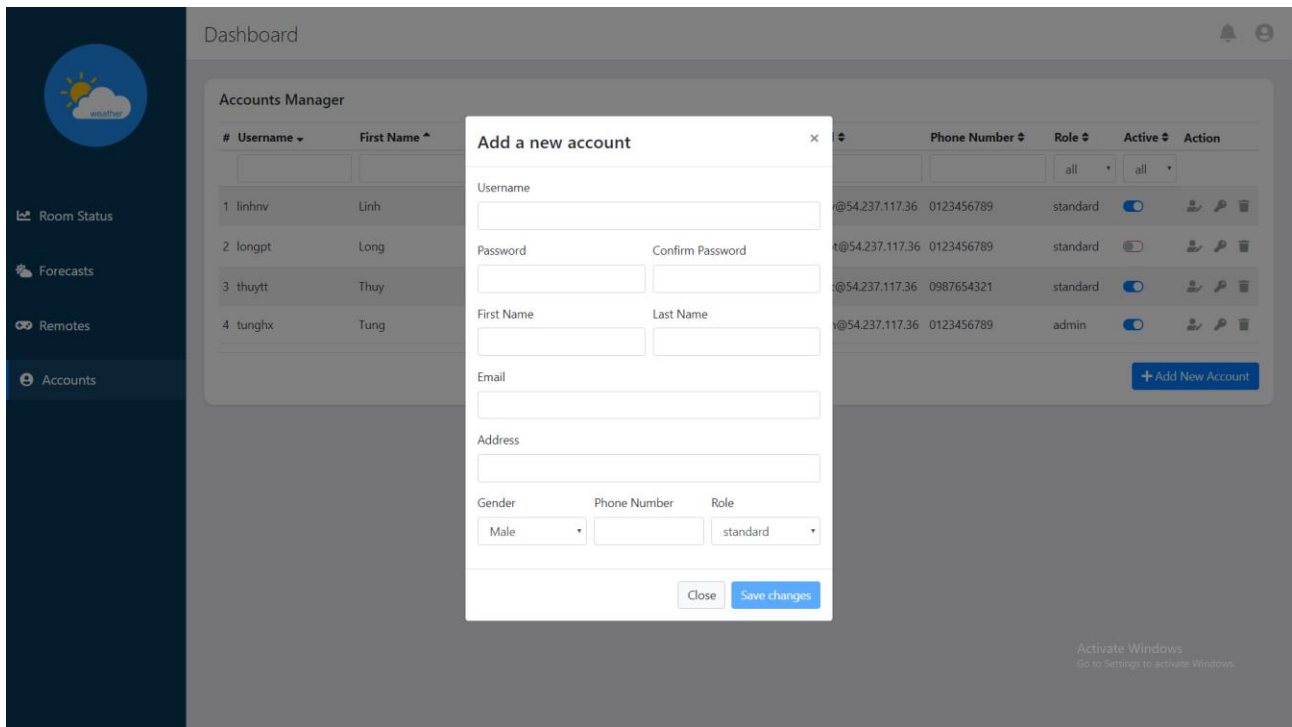 Dashboard
weather
Room Status
Forecasts
Remotes
Accounts
Accounts Manager
# Username First Name Phone Number Role Active Action
all all
1 linhnv Linh @54.237.117.36 0123456789 standard
2 longpt Long @54.237.117.36 0123456789 standard
3 thuytt Thuy @54.237.117.36 0987654321 standard
4 tunghx Tung @54.237.117.36 0123456789 admin
+ Add New Account
Add a new account ×
Username
Password Confirm Password
First Name Last Name
Email
Address
Gender Phone Number Role
Male standard
Close Save changes
Activate Windows
Go to Settings to activate Windows.